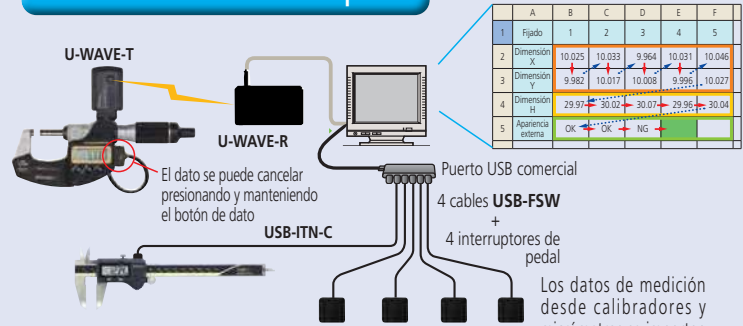 U-WAVE-T
U-WAVE-R
El dato se puede cancelar
presionando y manteniendo
el botón de dato
USB-ITN-C
A B C D E F
1 Fijado 1 2 3 4 5
2 Dimensión X 10.025 10.033 9.964 10.031 10.046
3 Dimensión Y 9.982 10.017 10.008 9.996 10.027
4 Dimensión H 29.97 30.02 30.07 29.96 30.04
5 Apariencia externa OK OK NG
Puerto USB comercial
4 cables USB-FSW
+
4 interruptores de
pedal
Los datos de medición
desde calibradores y